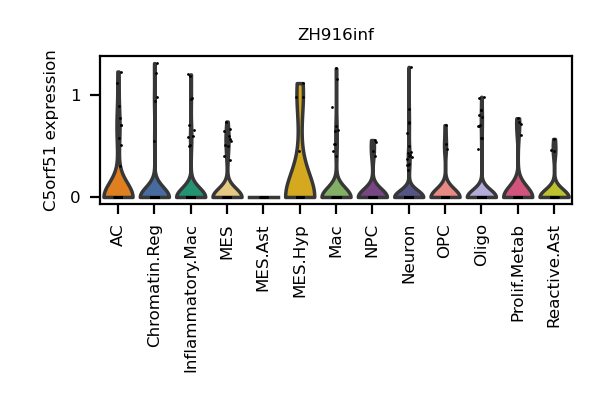 ZH916inf
C5orf51 expression
1
0
AC
Chromatin.Reg
Inflammatory.Mac
MES
MES.Ast
MES.Hyp
Mac
NPC
Neuron
OPC
Oligo
Prolif.Metab
Reactive.Ast